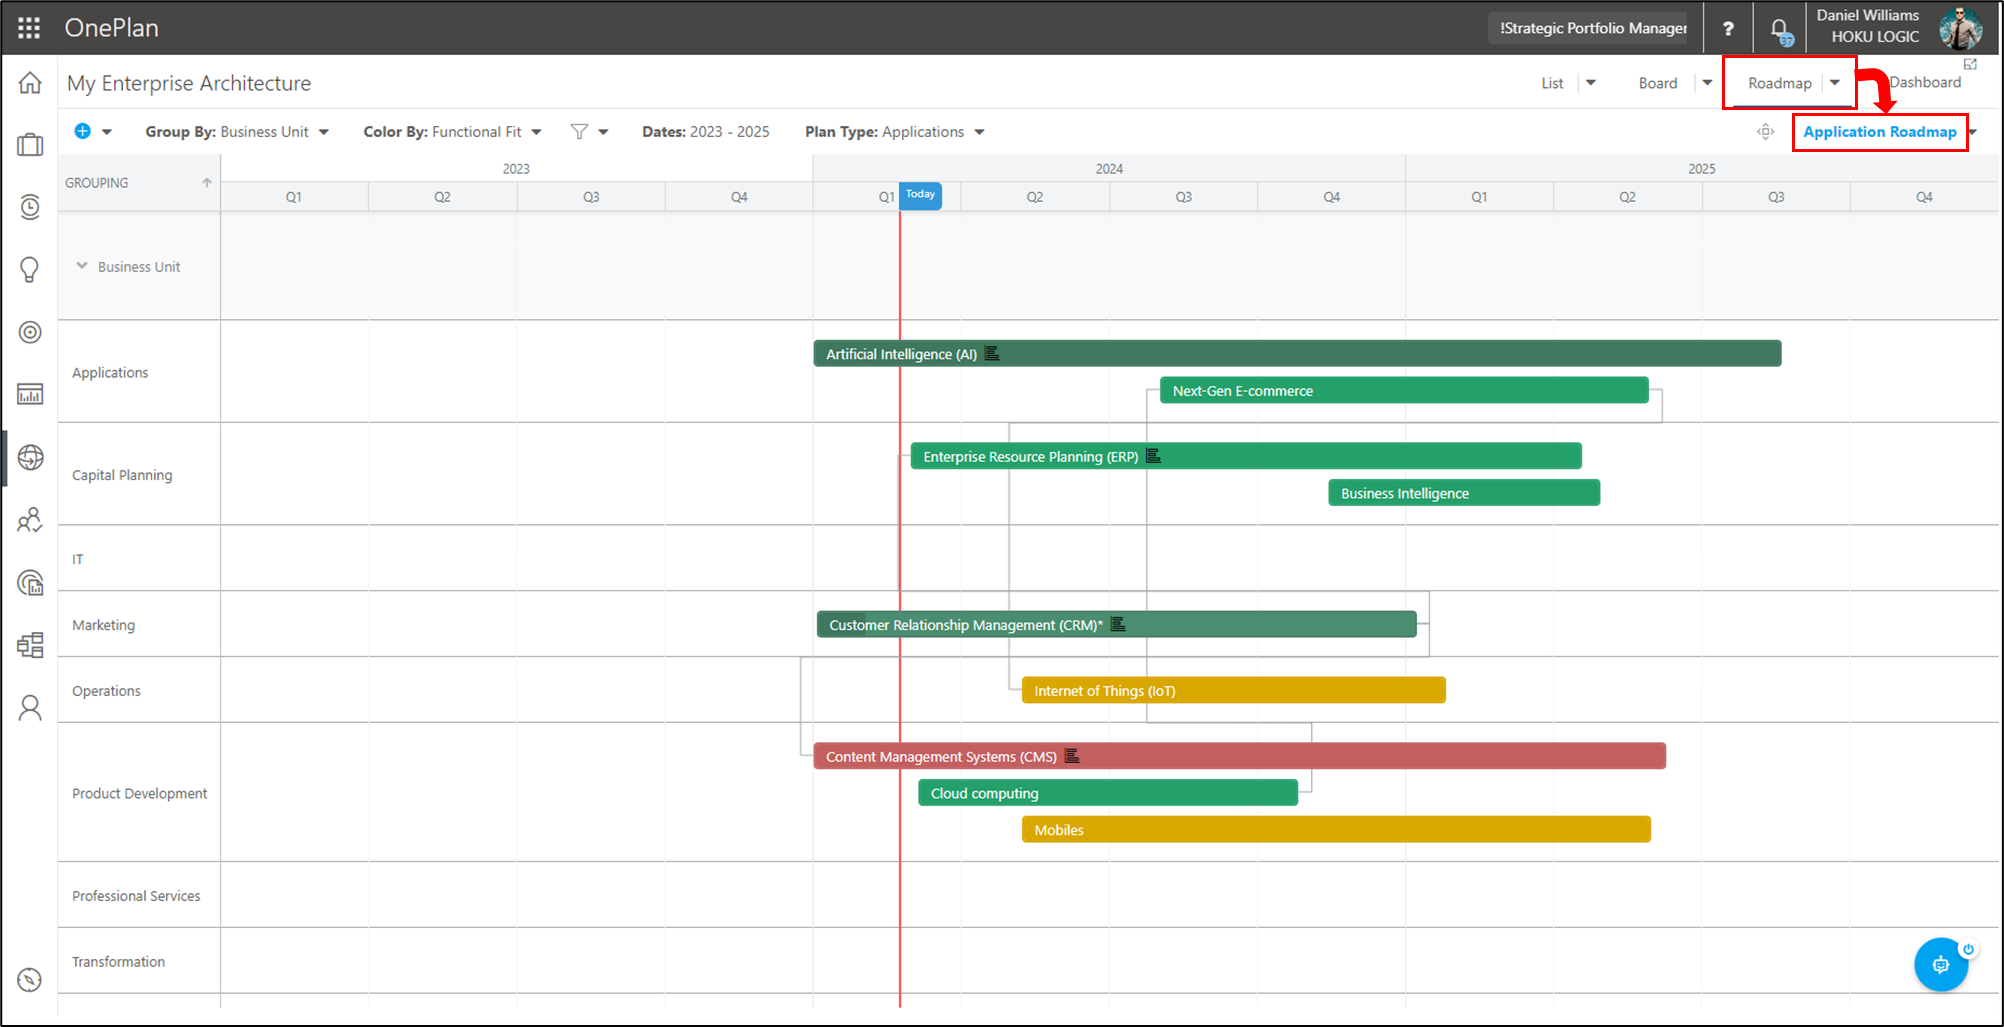 OnePlan
!Strategic Portfolio Manager
?
Daniel Williams
HOKU LOGIC
My Enterprise Architecture
List
Board
Roadmap
Dashboard
Group By: Business Unit
Color By: Functional Fit
Dates: 2023 - 2025
Plan Type: Applications
Application Roadmap
GROUPING
2023
2024
2025
Q1
Q2
Q3
Q4
Q1
Today
Q2
Q3
Q4
Q1
Q2
Q3
Q4
Business Unit
Applications
Artificial Intelligence (AI)
Next-Gen E-commerce
Capital Planning
Enterprise Resource Planning (ERP)
Business Intelligence
IT
Marketing
Customer Relationship Management (CRM)*
Operations
Internet of Things (IoT)
Product Development
Content Management Systems (CMS)
Cloud computing
Mobiles
Professional Services
Transformation